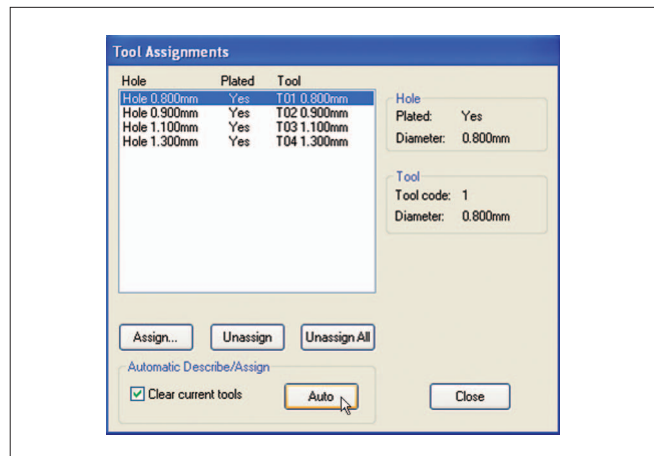 Tool Assignments
Hole Plated Tool
Hole 0.800mm Yes T01 0.800mm
Hole 0.900mm Yes T02 0.900mm
Hole 1.100mm Yes T03 1.100mm
Hole 1.300mm Yes T04 1.300mm
Hole
Plated: Yes
Diameter: 0.800mm
Tool
Tool code: 1
Diameter: 0.800mm
Assign... Unassign Unassign All
Automatic Describe/Assign
Clear current tools Auto Close